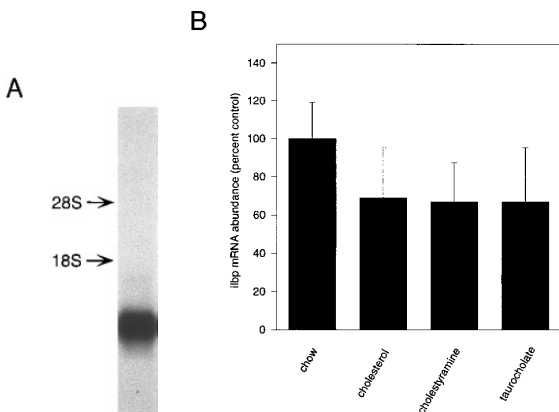 A
28S
18S
B
ilbp mRNA abundance (percent control)
140
120
100
80
60
40
20
0
chow
cholesterol
cholestyramine
taurocholate